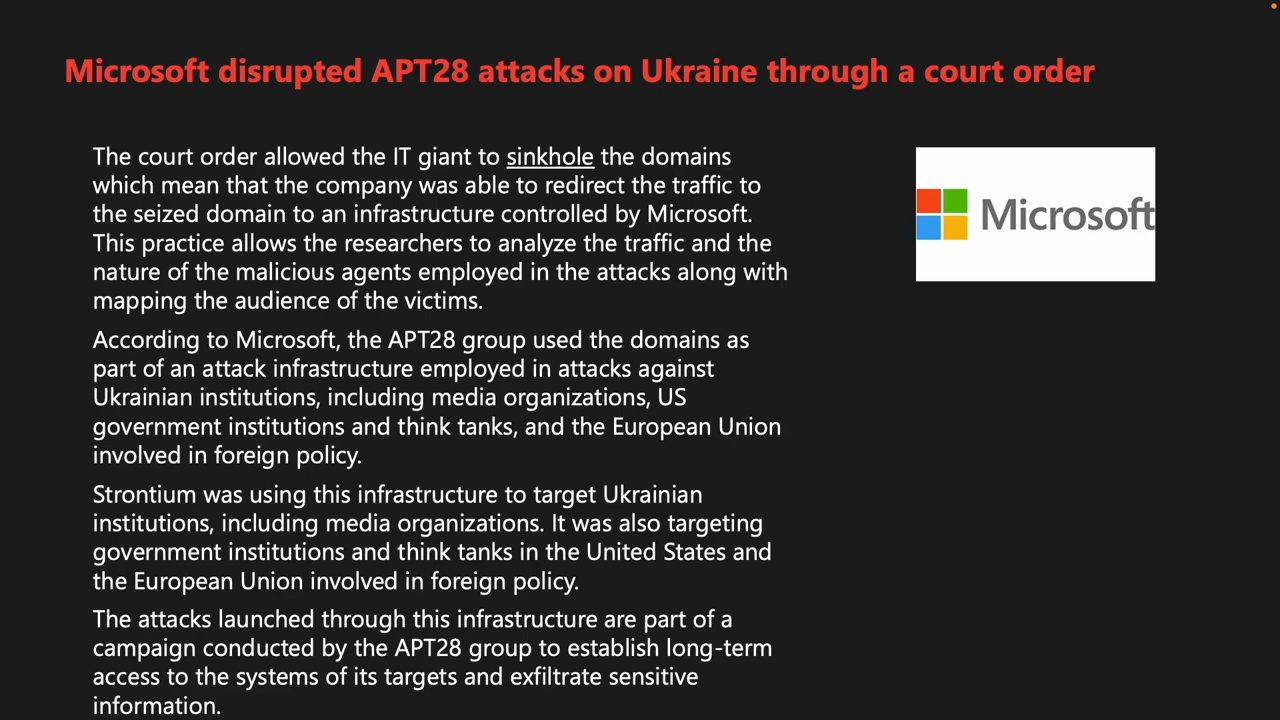 Microsoft disrupted APT28 attacks on Ukraine through a court order
The court order allowed the IT giant to sinkhole the domains
which mean that the company was able to redirect the traffic to
the seized domain to an infrastructure controlled by Microsoft.
This practice allows the researchers to analyze the traffic and the
nature of the malicious agents employed in the attacks along with
mapping the audience of the victims.
According to Microsoft, the APT28 group used the domains as
part of an attack infrastructure employed in attacks against
Ukrainian institutions, including media organizations, US
government institutions and think tanks, and the European Union
involved in foreign policy.
Strontium was using this infrastructure to target Ukrainian
institutions, including media organizations. It was also targeting
government institutions and think tanks in the United States and
the European Union involved in foreign policy.
The attacks launched through this infrastructure are part of a
campaign conducted by the APT28 group to establish long-term
access to the systems of its targets and exfiltrate sensitive
information.
Microsoft